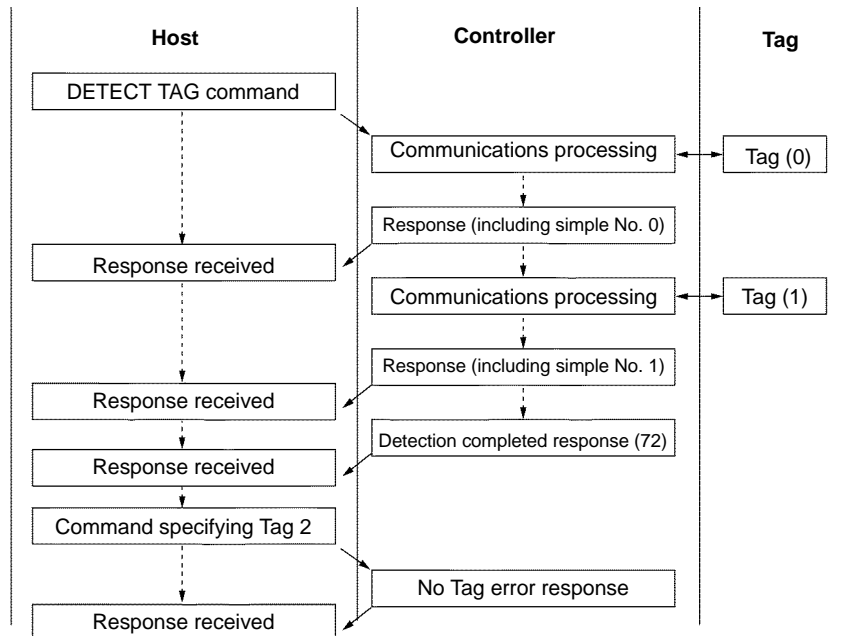 Host Controller Tag
DETECT TAG command
Communications processing Tag (0)
Response (including simple No. 0)
Response received
Communications processing Tag (1)
Response (including simple No. 1)
Response received
Detection completed response (72)
Response received
Command specifying Tag 2
No Tag error response
Response received